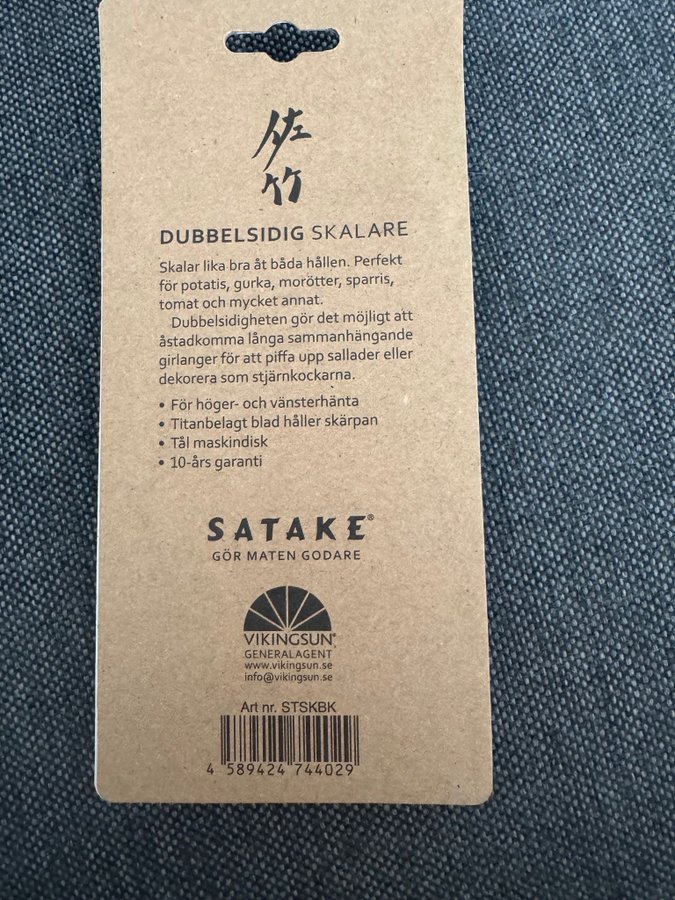 佐
竹
DUBBELSIDIG SKALARE
Skalar lika bra åt båda hållen. Perfekt
för potatis, gurka, morötter, sparris,
tomat och mycket annat.
Dubbelsidigheten gör det möjligt att
åstadkomma långa sammanhängande
girlanger för att piffa upp sallader eller
dekorera som stjärnkockarna.
• För höger- och vänsterhänta
• Titanbelagt blad håller skärpan
• Tål maskindisk
• 10-års garanti
SATAKE®
GÖR MATEN GODARE
VIKINGSUN®
GENERALAGENT
www.vikingsun.se
info@vikingsun.se
Art nr. STSKBK
4 589424 744029